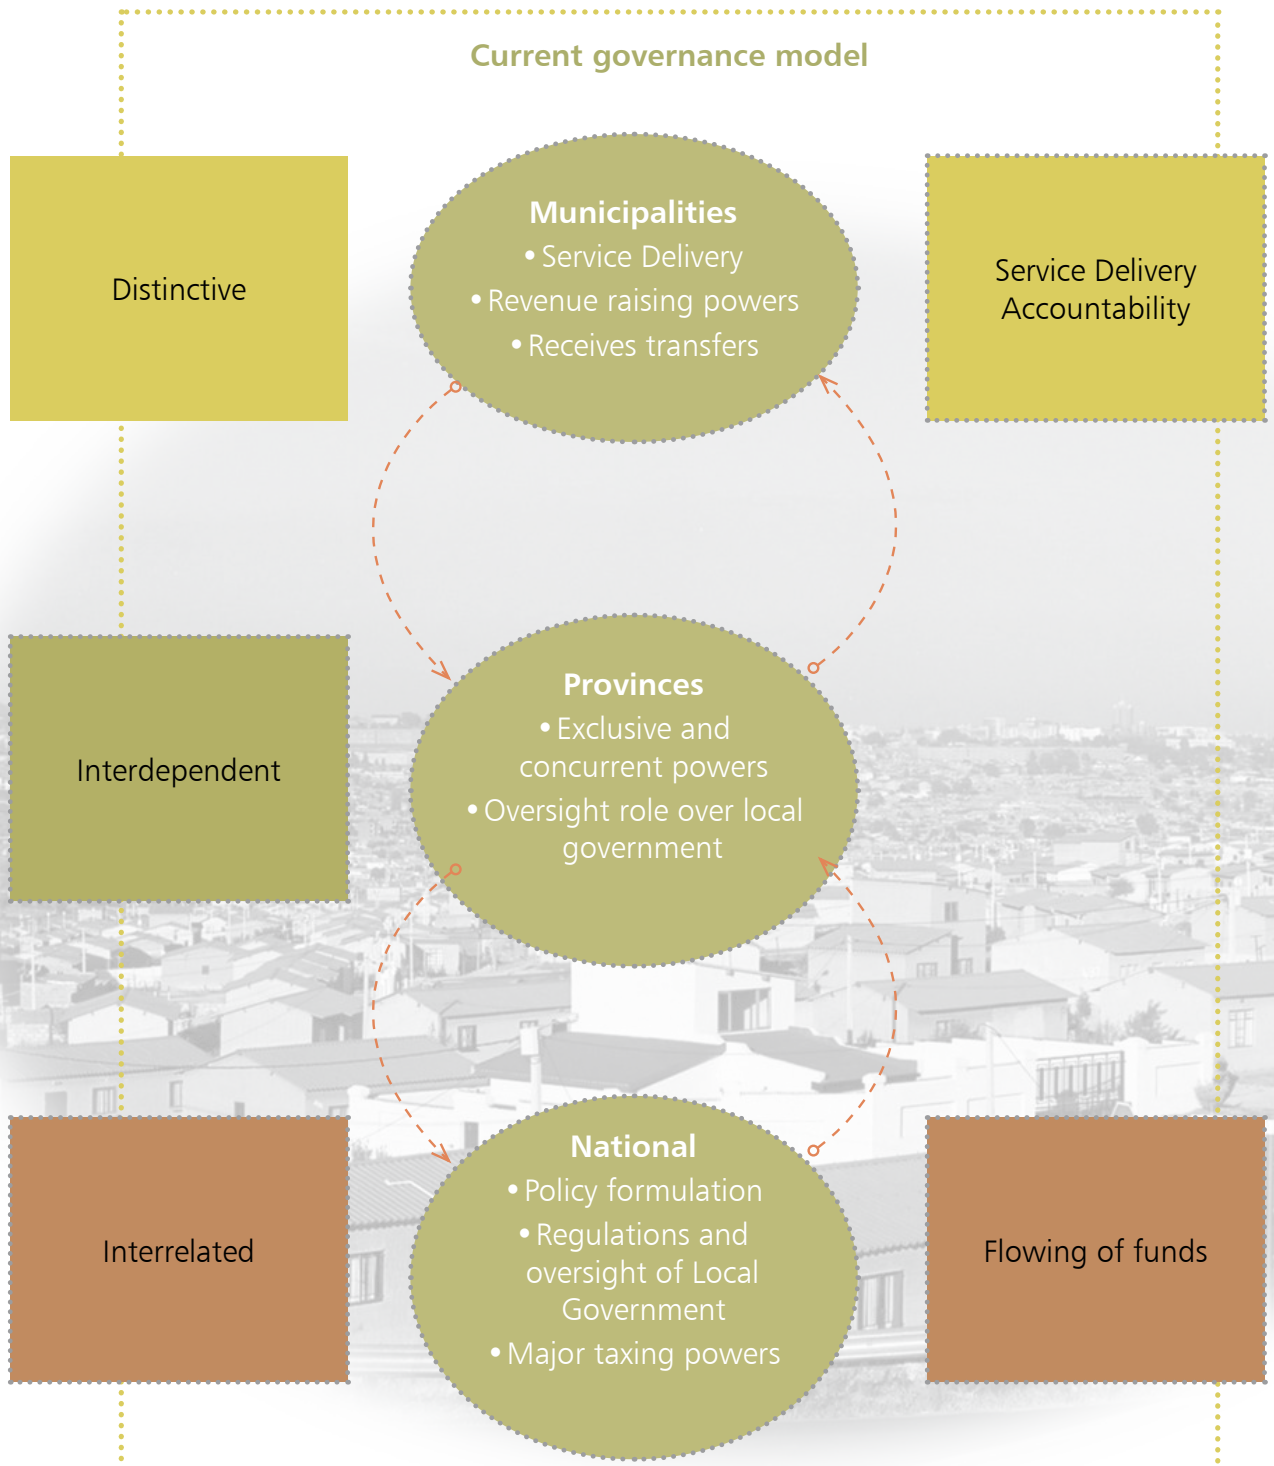 Current governance model
Distinctive
Municipalities
• Service Delivery
• Revenue raising powers
• Receives transfers
Service Delivery
Accountability
Interdependent
Provinces
• Exclusive and
concurrent powers
• Oversight role over local
government
Interrelated
National
• Policy formulation
• Regulations and
oversight of Local
Government
• Major taxing powers
Flowing of funds